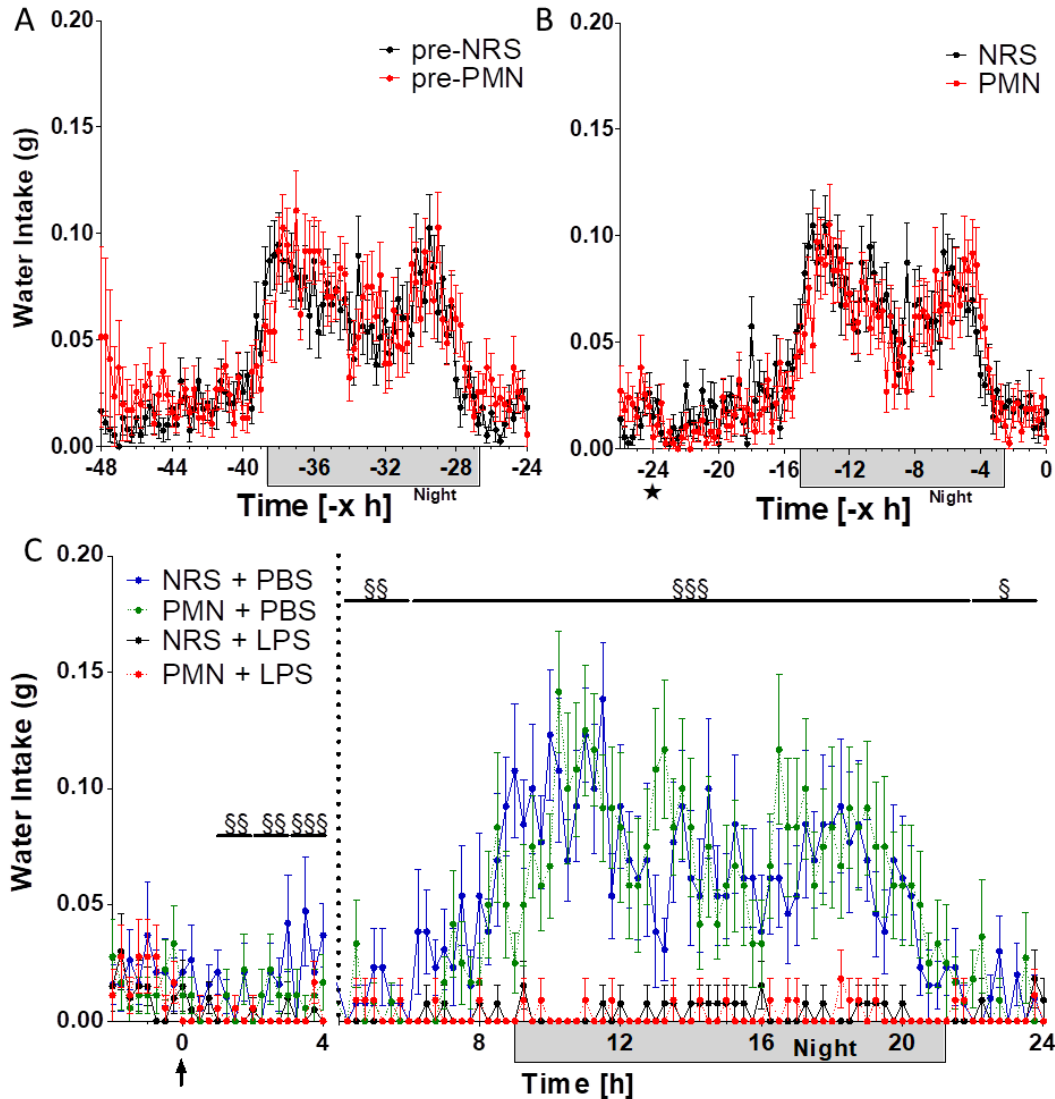 A
0.20
0.15
0.10
0.05
0.00
Water Intake (g)
pre-NRS
pre-PMN
-48
-44
-40
-36
-32
-28
-24
Night
Time [-x h]
B
0.20
0.15
0.10
0.05
0.00
NRS
PMN
-24
-20
-16
-12
-8
-4
0
★
Night
Time [-x h]
C
0.20
0.15
0.10
0.05
0.00
Water Intake (g)
NRS + PBS
PMN + PBS
NRS + LPS
PMN + LPS
§§
§§§
§
§§
§§
§§§
0
4
8
12
16
20
24
Night
Time [h]